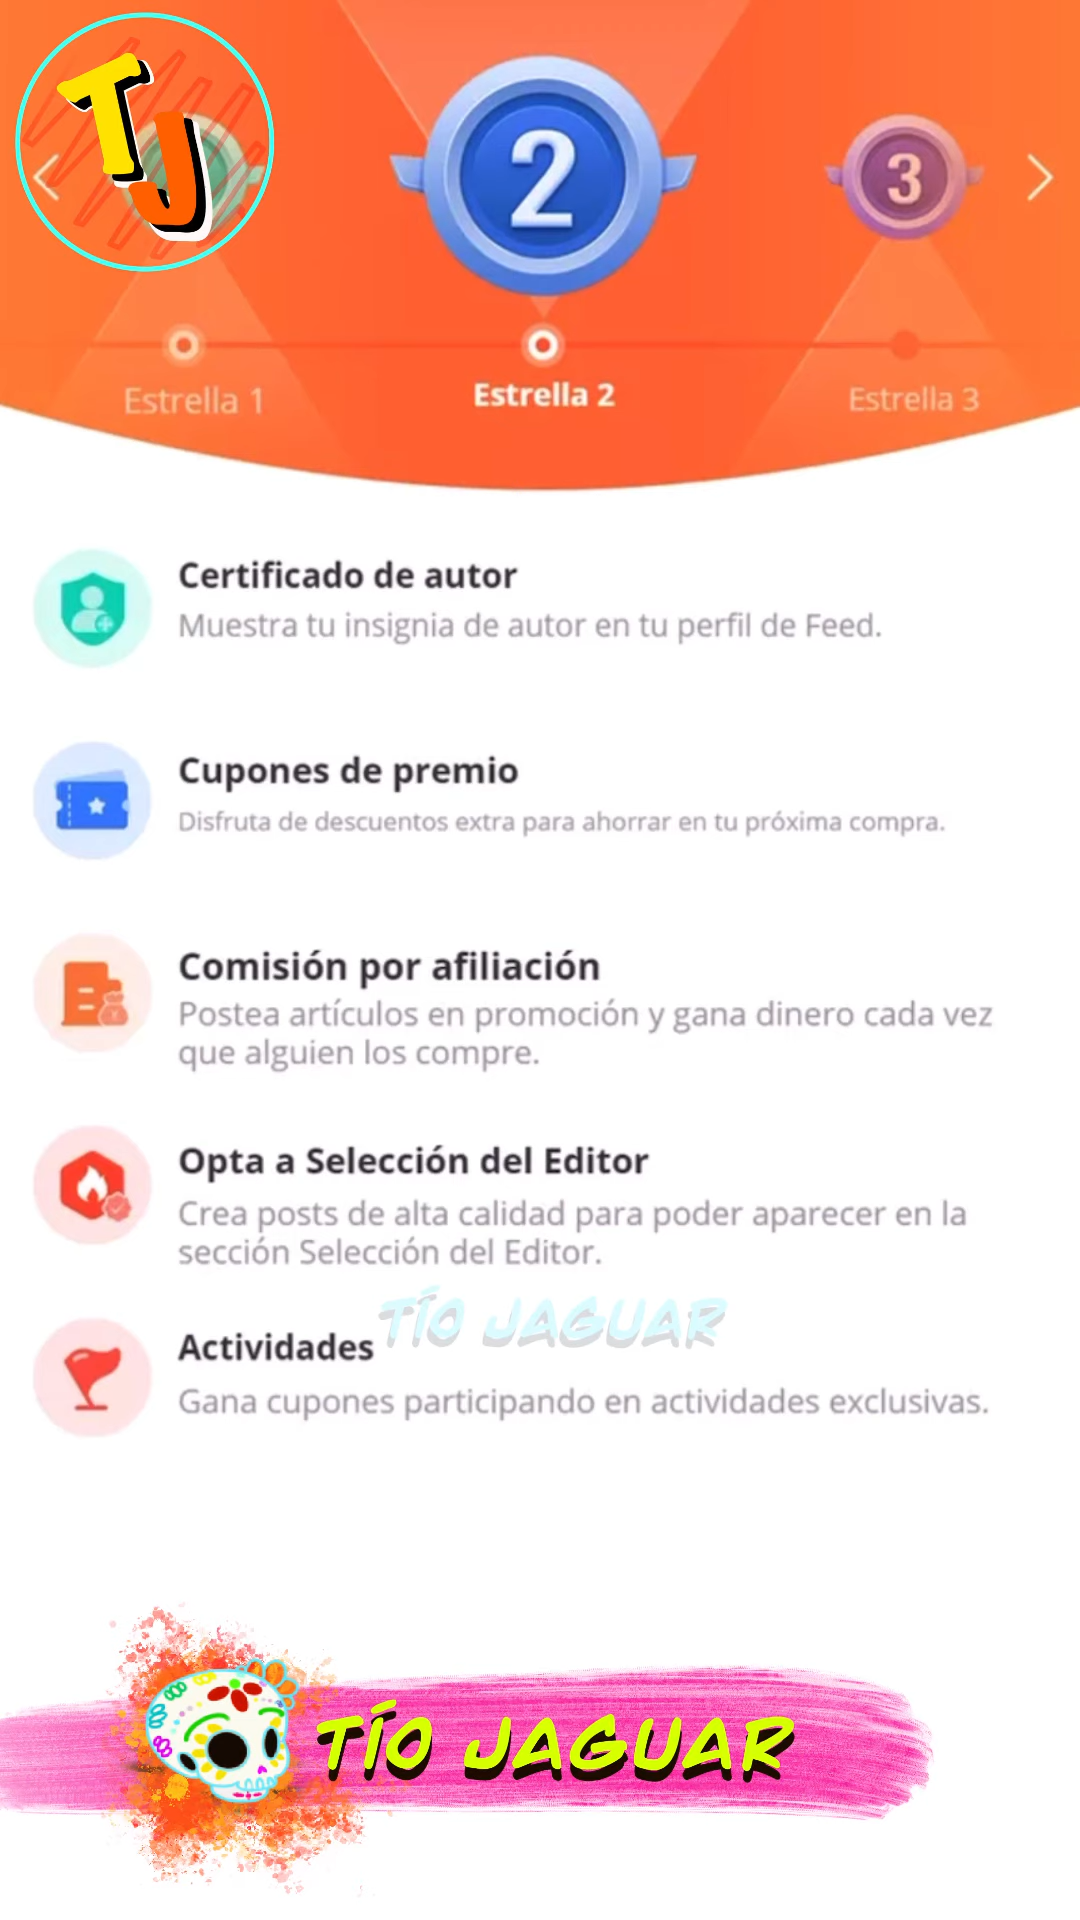 TJ
2
3
Estrella 1
Estrella 2
Estrella 3
Certificado de autor
Muestra tu insignia de autor en tu perfil de Feed.
Cupones de premio
Disfruta de descuentos extra para ahorrar en tu próxima compra.
Comisión por afiliación
Postea artículos en promoción y gana dinero cada vez
que alguien los compre.
Opta a Selección del Editor
Crea posts de alta calidad para poder aparecer en la
sección Selección del Editor.
TÍO JAGUAR
Actividades
Gana cupones participando en actividades exclusivas.
TÍO JAGUAR